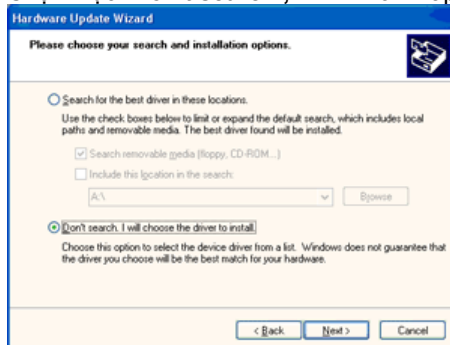 Hardware Update Wizard
Please choose your search and installation options.
Search for the best driver in these locations.
Use the check boxes below to limit or expand the default search, which includes local
paths and removable media. The best driver found will be installed.
Search removable media (floppy, CD-ROM...)
Include this location in the search:
A:\
Browse
Don't search. I will choose the driver to install.
Choose this option to select the device driver from a list. Windows does not guarantee that
the driver you choose will be the best match for your hardware.
< Back Next > Cancel